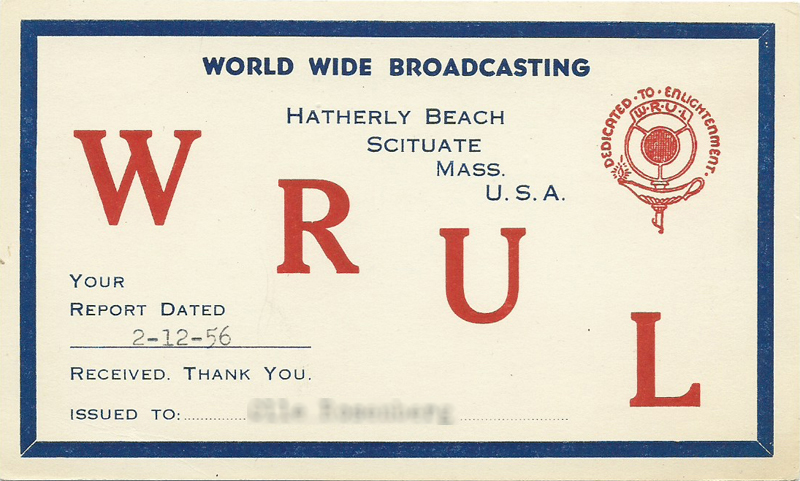 WORLD WIDE BROADCASTING
HATHERLY BEACH
SCITUATE
MASS.
U.S.A.
DEDICATED·TO·ENLIGHTENMENT·
W·R·U·L
W
R
U
L
YOUR
REPORT DATED
2-12-56
RECEIVED. THANK YOU.
ISSUED TO: